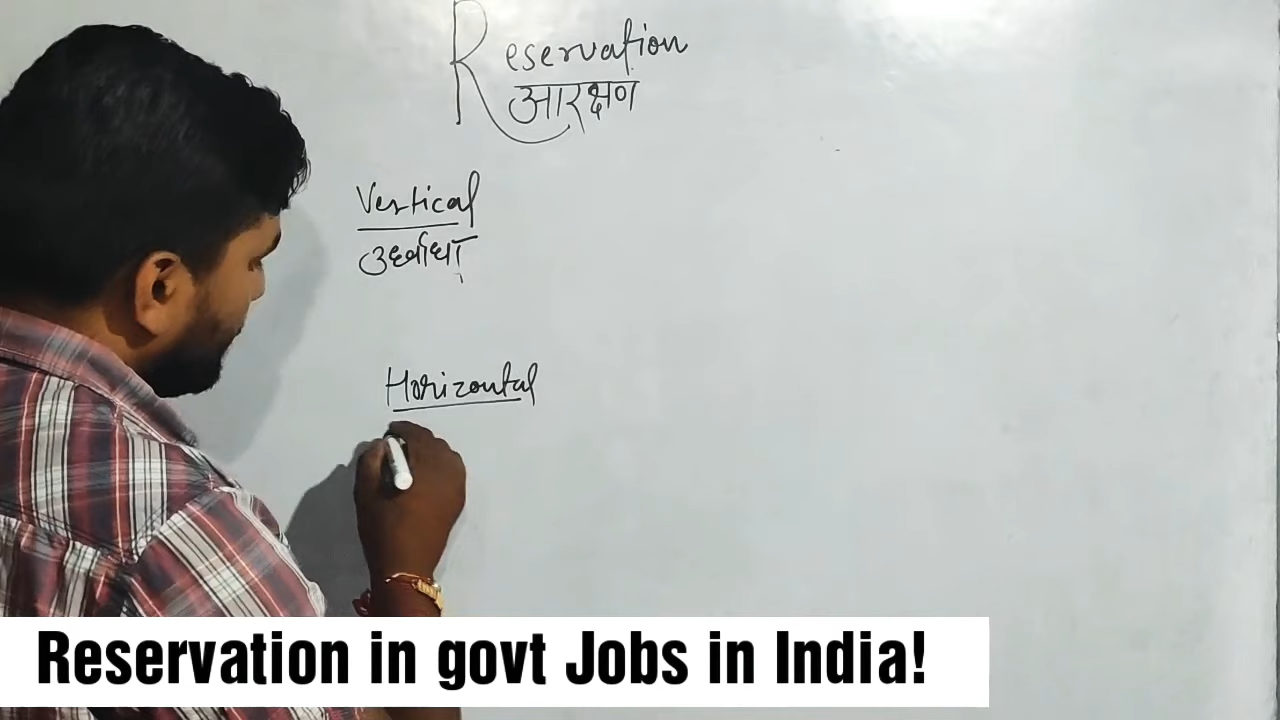 Reservation
आरक्षण
Vertical
उर्ध्वाधर
Horizontal
Reservation in govt Jobs in India!